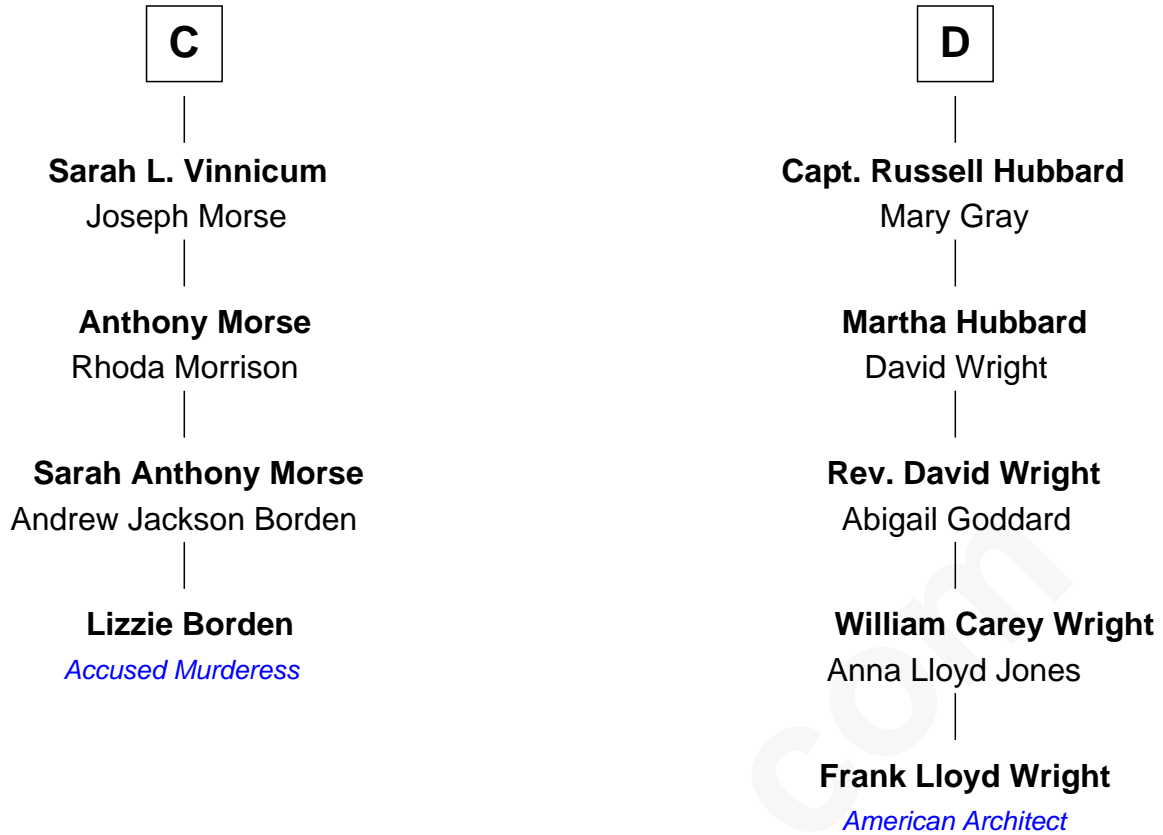 C
Sarah L. Vinnicum
Joseph Morse
Anthony Morse
Rhoda Morrison
Sarah Anthony Morse
Andrew Jackson Borden
Lizzie Borden
Accused Murderess
D
Capt. Russell Hubbard
Mary Gray
Martha Hubbard
David Wright
Rev. David Wright
Abigail Goddard
William Carey Wright
Anna Lloyd Jones
Frank Lloyd Wright
American Architect
com